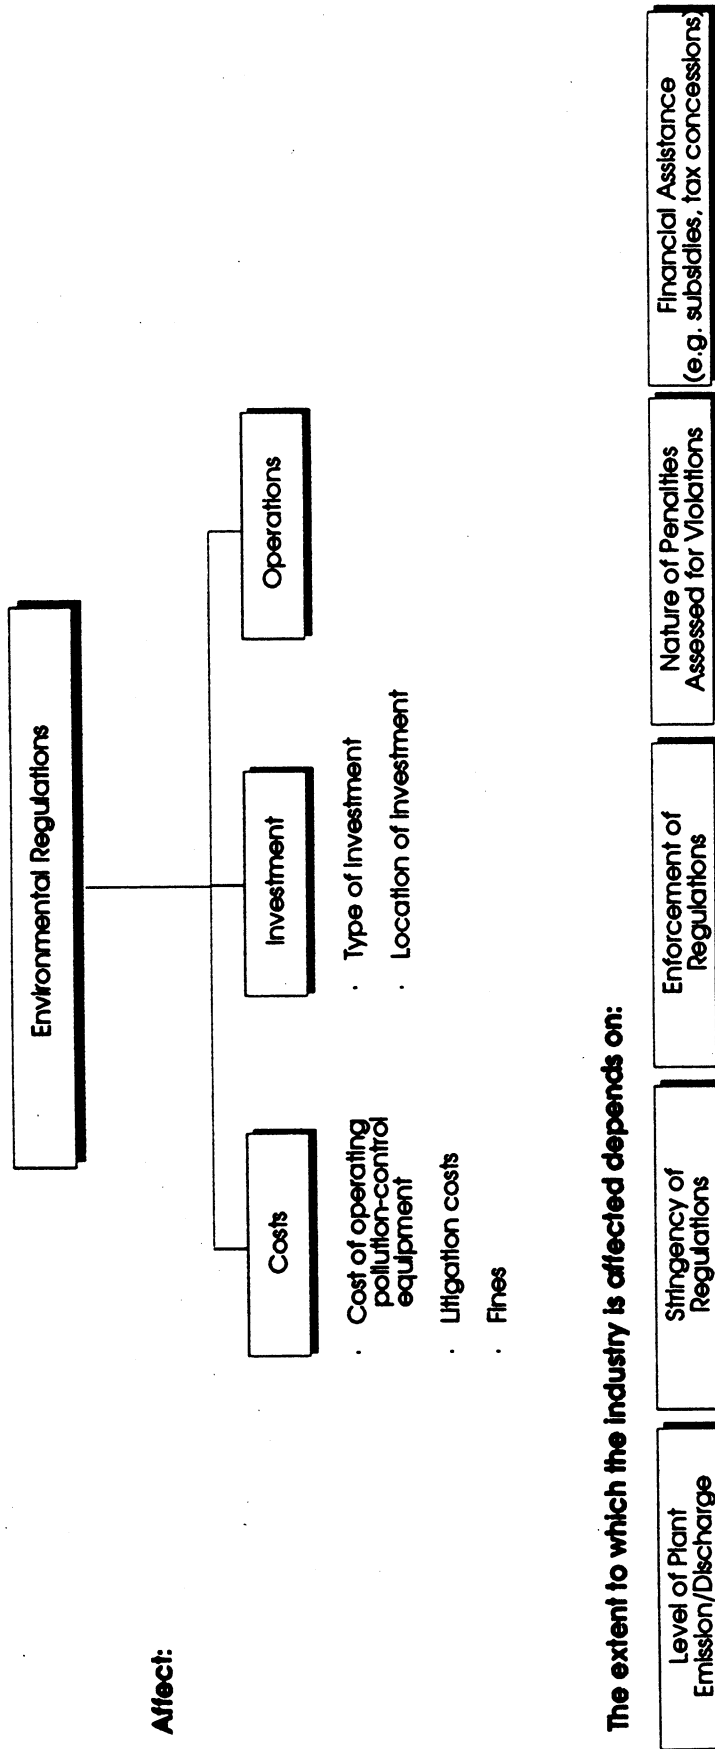 Environmental Regulations
Affect:
Costs
Investment
Operations
· Cost of operating
pollution-control
equipment
· Litigation costs
· Fines
· Type of Investment
· Location of Investment
The extent to which the industry is affected depends on:
Level of Plant
Emission/Discharge
Stringency of
Regulations
Enforcement of
Regulations
Nature of Penalties
Assessed for Violations
Financial Assistance
(e.g. subsidies, tax concessions)